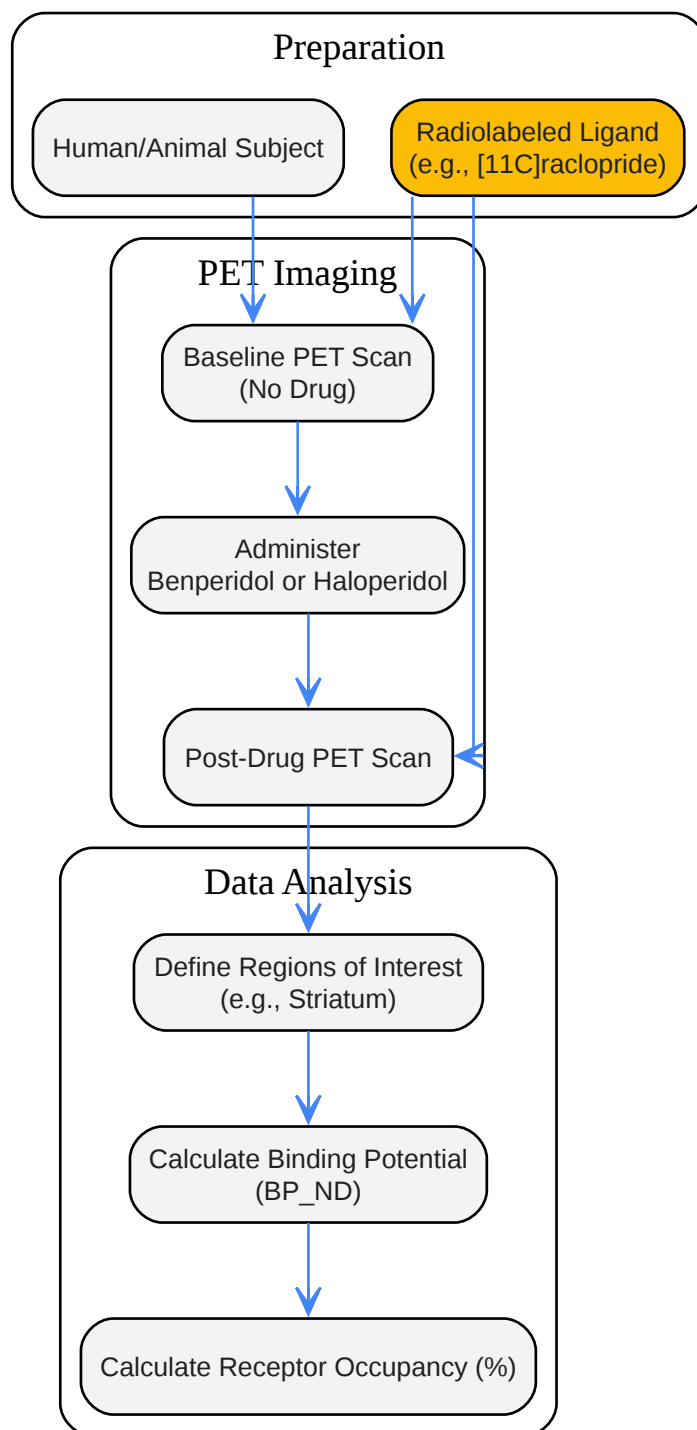 Preparation
Human/Animal Subject
Radiolabeled Ligand
(e.g., [11C]raclopride)
PET Imaging
Baseline PET Scan
(No Drug)
Administer
Benperidol or Haloperidol
Post-Drug PET Scan
Data Analysis
Define Regions of Interest
(e.g., Striatum)
Calculate Binding Potential
(BP_ND)
Calculate Receptor Occupancy (%)